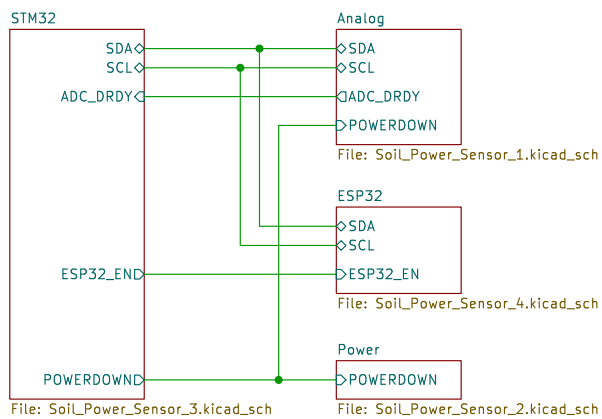 STM32
SDA
SCL
ADC_DRDY
ESP32_EN
POWERDOWN
File: Soil_Power_Sensor_3.kicad_sch
Analog
SDA
SCL
ADC_DRDY
POWERDOWN
File: Soil_Power_Sensor_1.kicad_sch
ESP32
SDA
SCL
ESP32_EN
File: Soil_Power_Sensor_4.kicad_sch
Power
POWERDOWN
File: Soil_Power_Sensor_2.kicad_sch